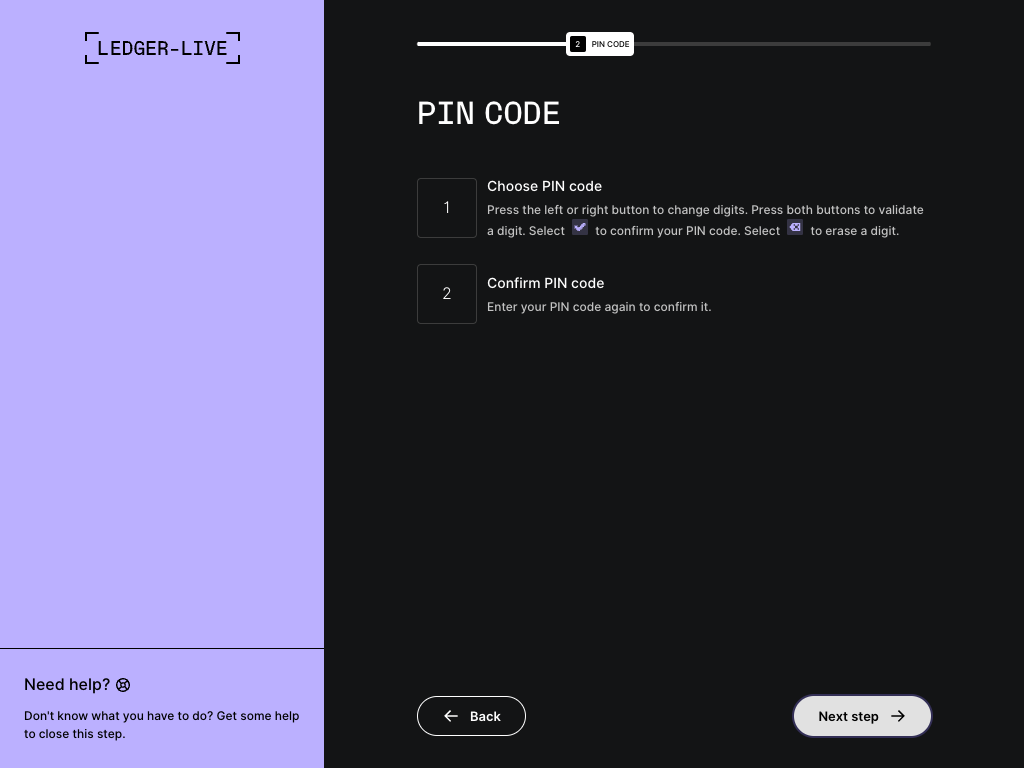 LEDGER-LIVE
2 PIN CODE
PIN CODE
1
Choose PIN code
Press the left or right button to change digits. Press both buttons to validate
a digit. Select to confirm your PIN code. Select to erase a digit.
2
Confirm PIN code
Enter your PIN code again to confirm it.
Need help?
Don't know what you have to do? Get some help
to close this step.
Back
Next step